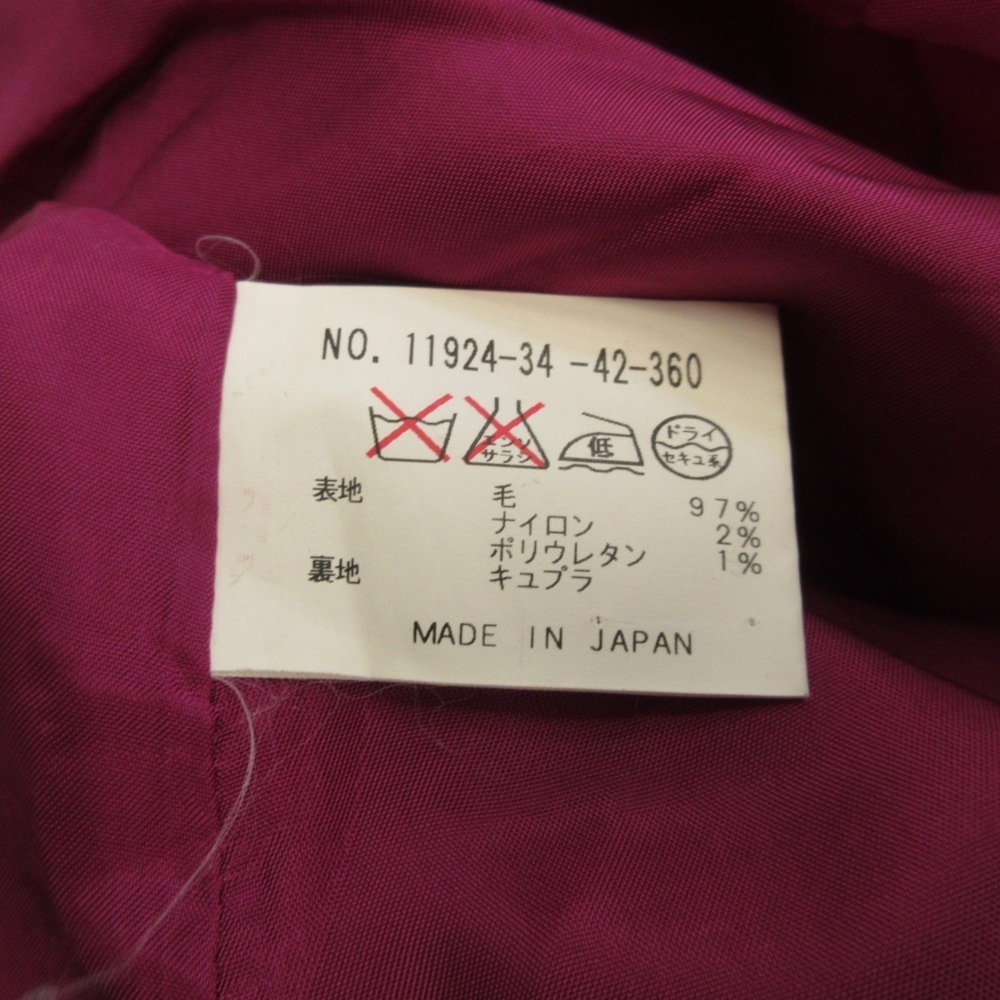 NO. 11924-34 -42-360
エンソ サラシ 低 ドライ セキユ系
表地 毛 97%
ナイロン 2%
ポリウレタン 1%
裏地 キュプラ
MADE IN JAPAN